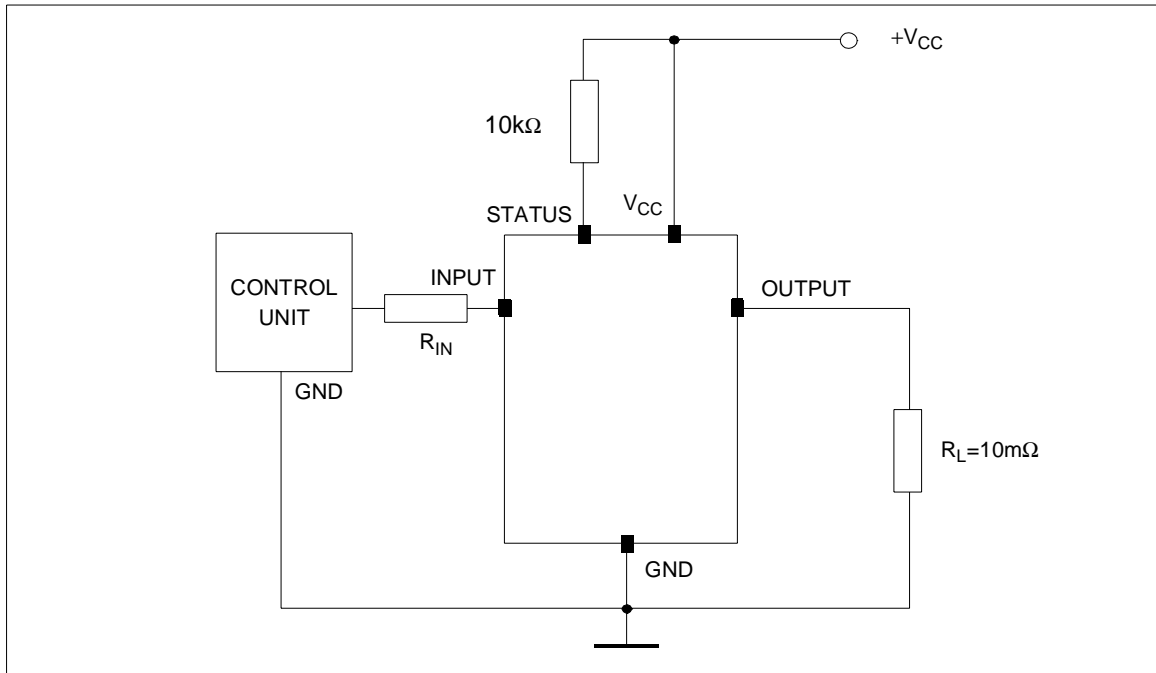 +VCC
10kΩ
STATUS
VCC
CONTROL
UNIT
INPUT
OUTPUT
RIN
GND
RL=10mΩ
GND